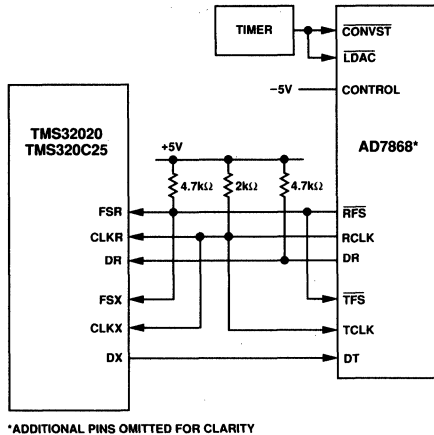 TIMER
CONVST
LDAC
−5V
CONTROL
TMS32020
TMS320C25
+5V
AD7868*
4.7kΩ
2kΩ
4.7kΩ
FSR
RFS
CLKR
RCLK
DR
DR
FSX
TFS
CLKX
TCLK
DX
DT
*ADDITIONAL PINS OMITTED FOR CLARITY